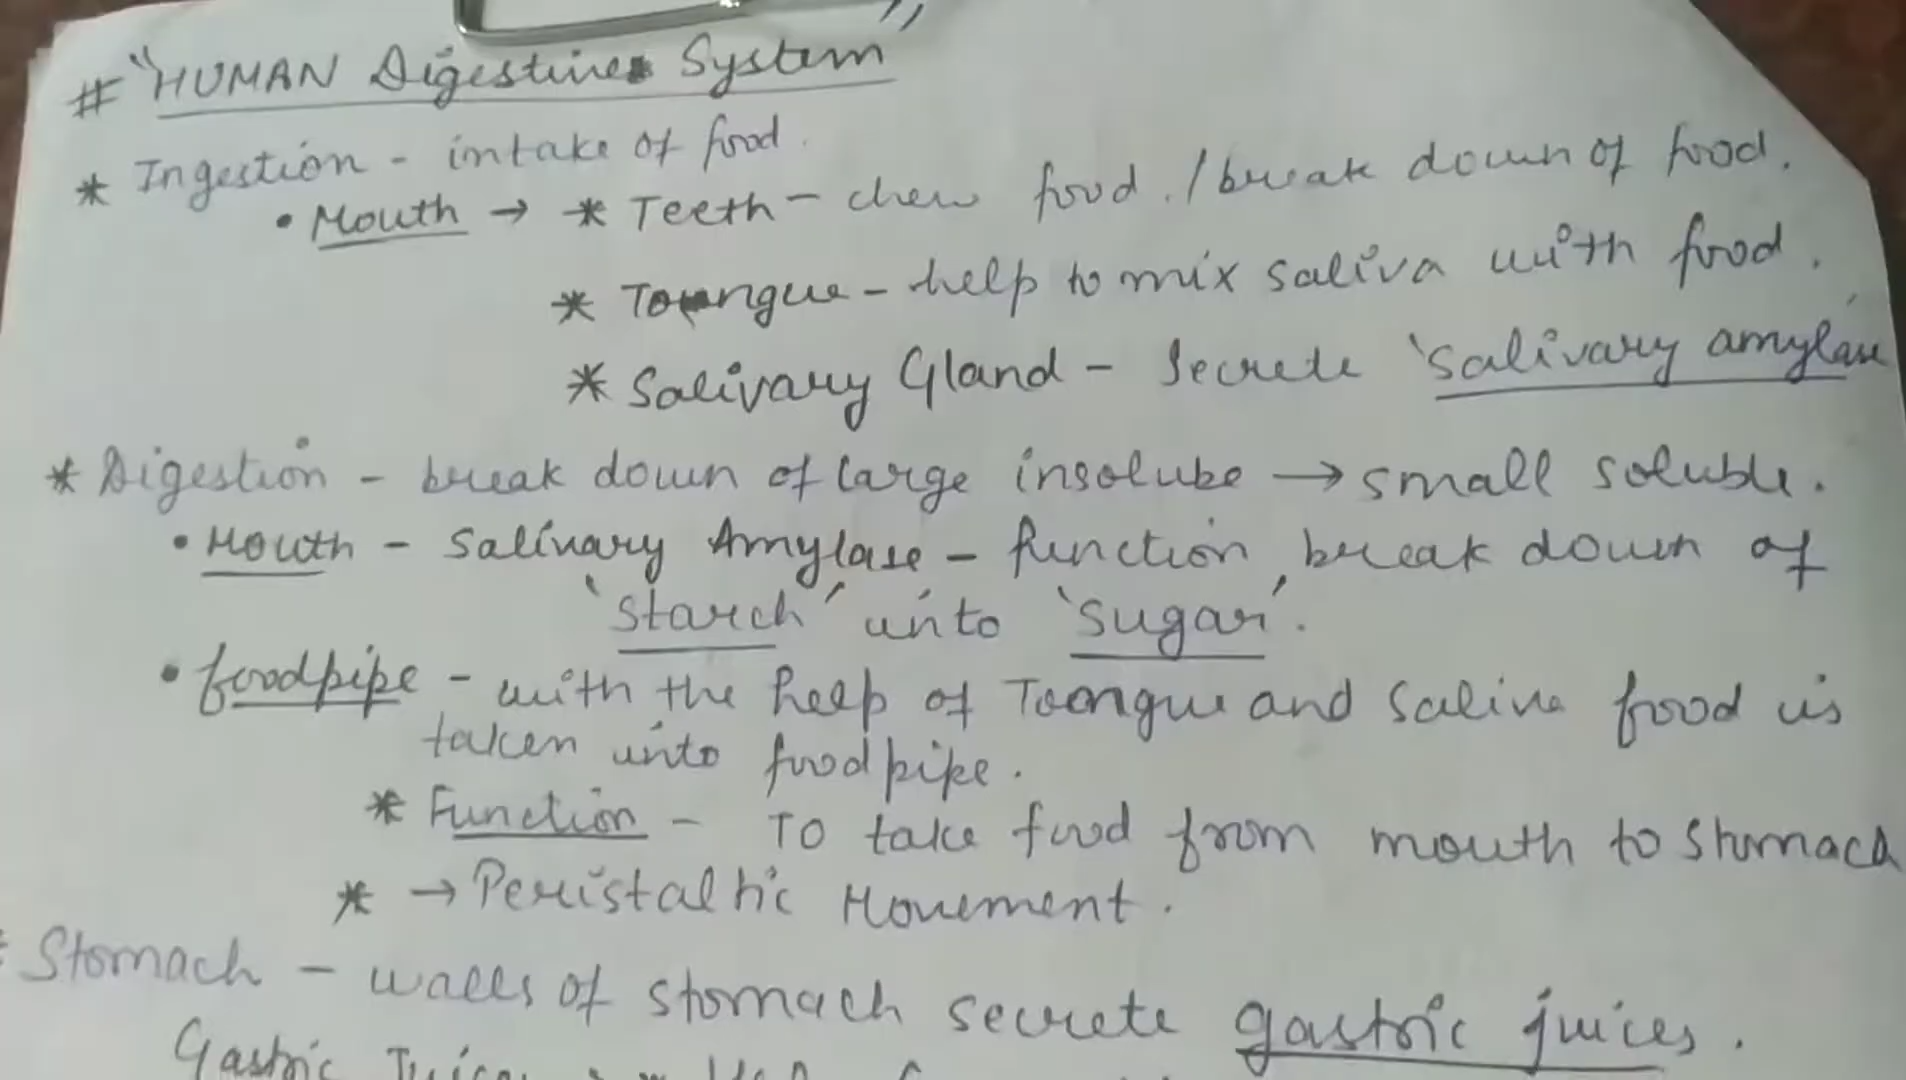 # "HUMAN Digestive System"
* Ingestion - intake of food.
• Mouth → * Teeth - chew food. / break down of food.
* Toungue - help to mix saliva with food.
* Salivary Gland - Secrete 'salivary amylase'
* Digestion - break down of large insolube → small soluble.
• Mouth - Salivary Amylase - function, break down of
'starch' into 'sugar'.
• foodpipe - with the help of Toongue and saliva food is
taken into foodpipe.
* Function - To take food from mouth to stomach
* → Peristaltic Movement.
* Stomach - walls of stomach secrete gastric juices.
Gastric Juices